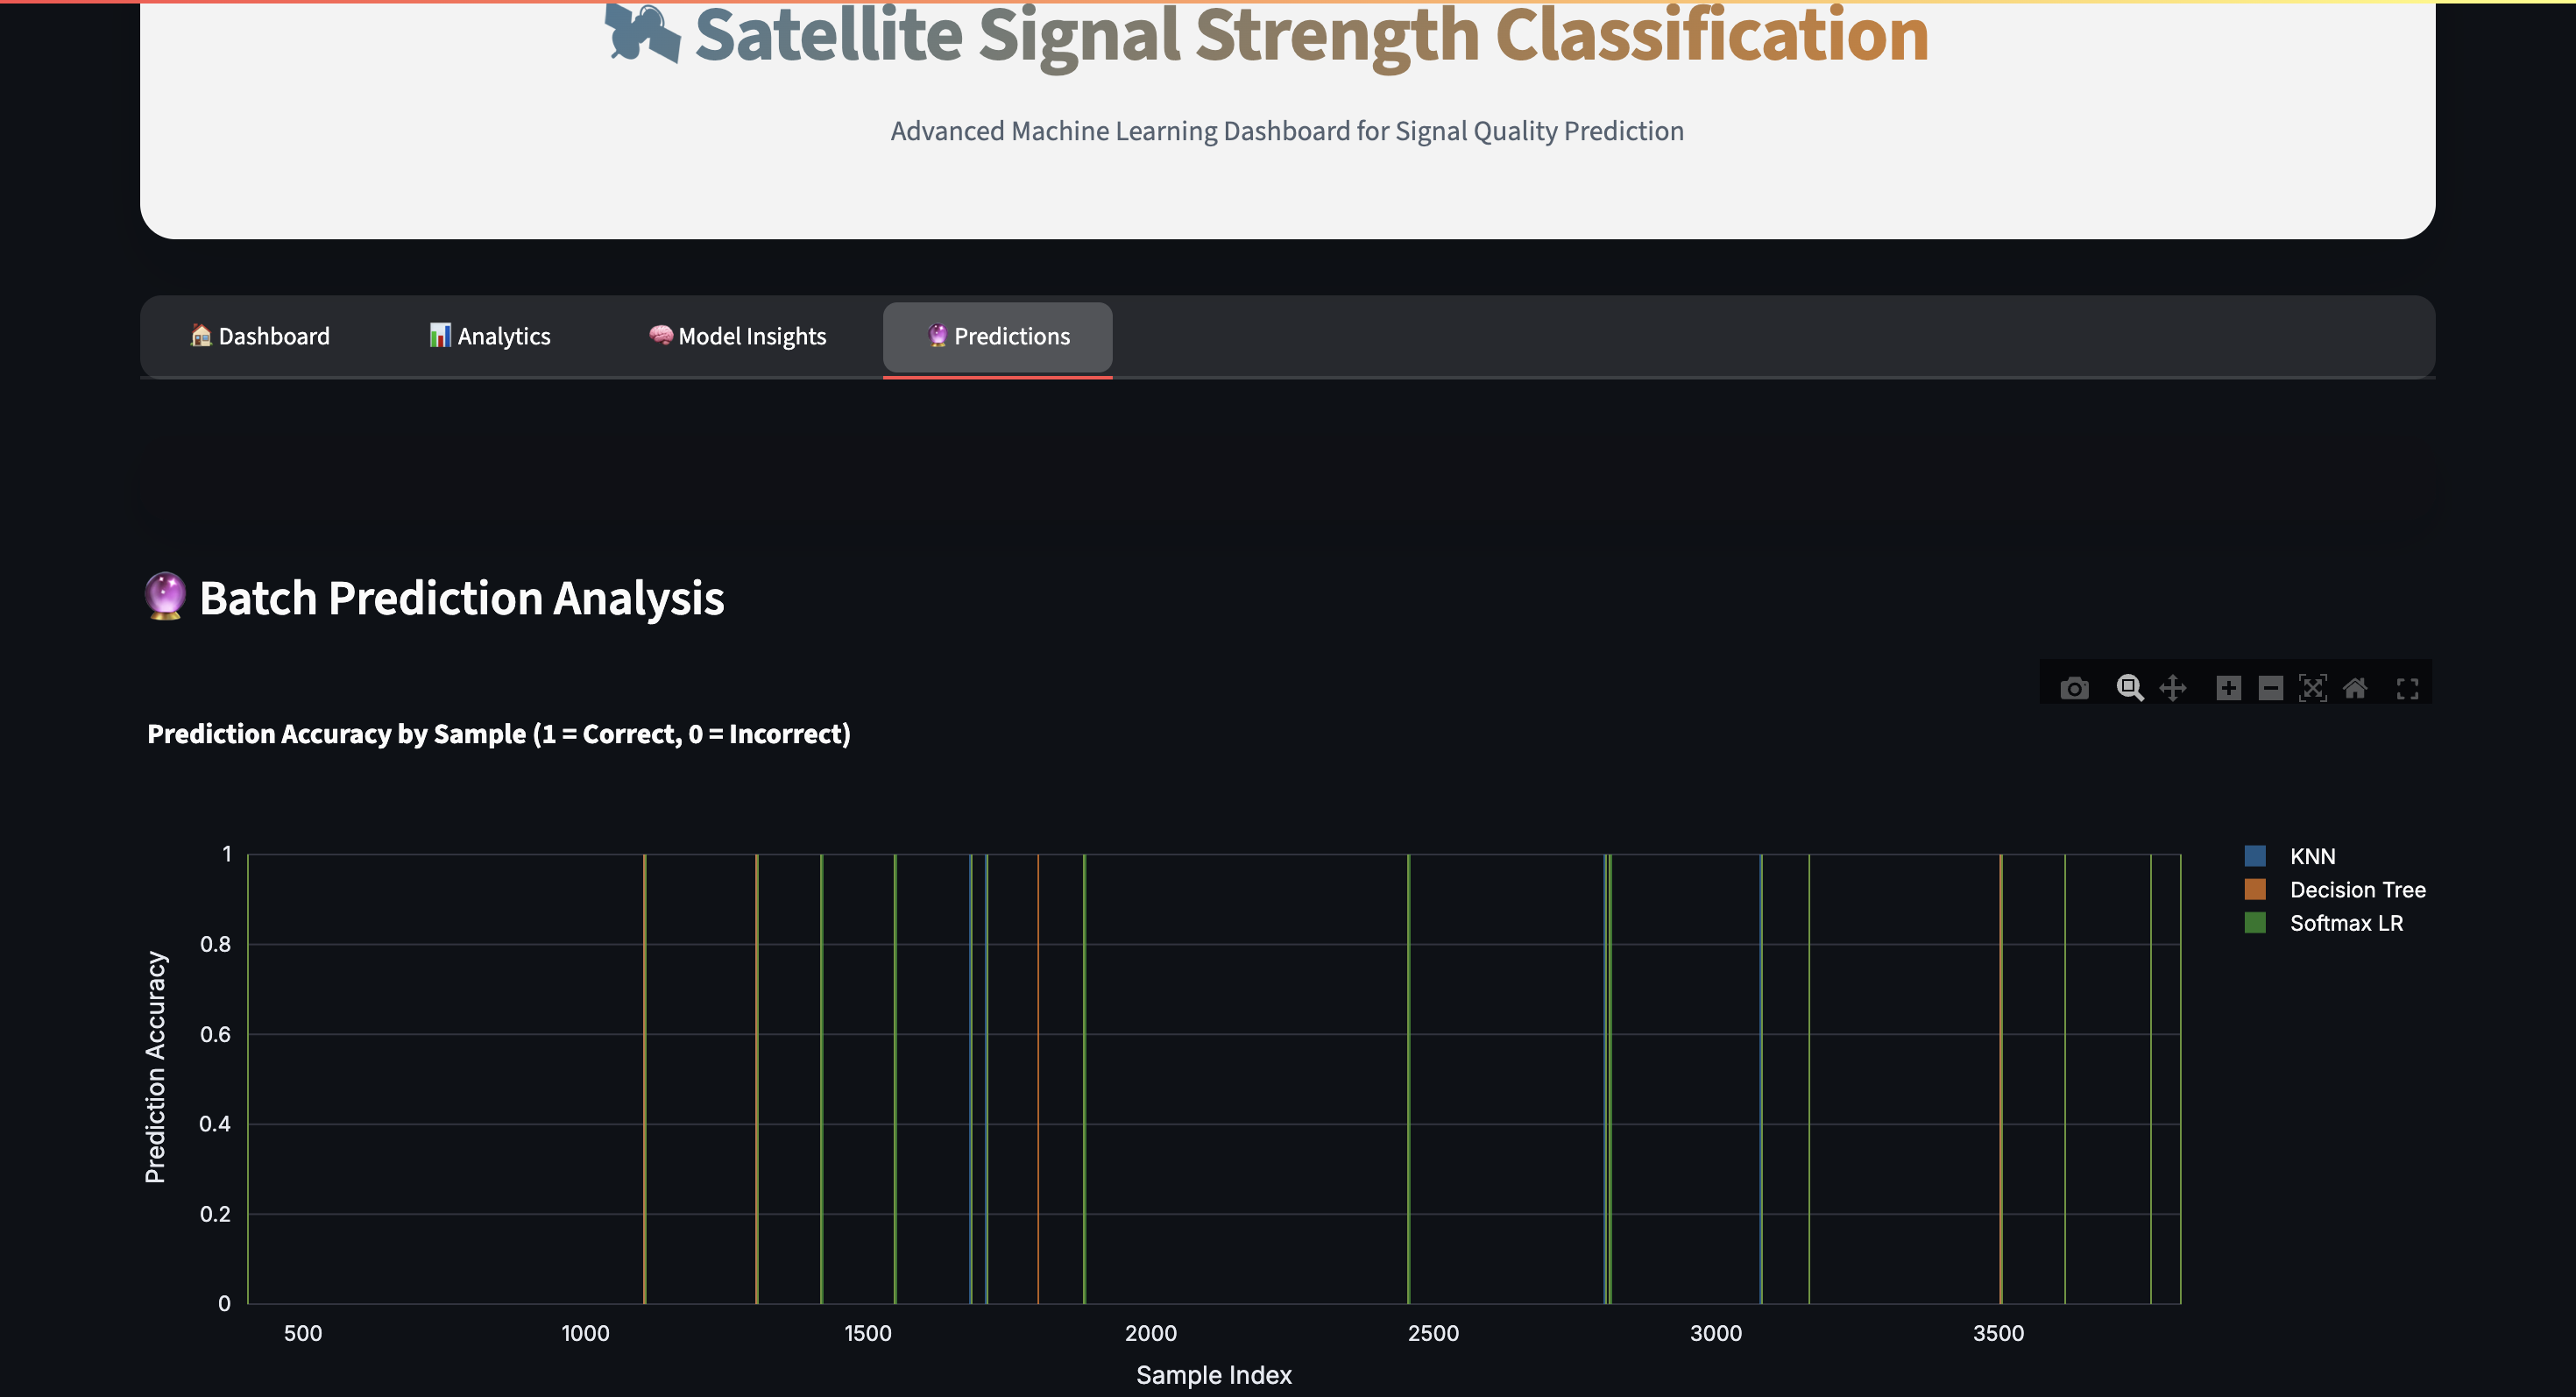 Satellite Signal Strength Classification
Advanced Machine Learning Dashboard for Signal Quality Prediction
Dashboard
Analytics
Model Insights
Predictions
Batch Prediction Analysis
Prediction Accuracy by Sample (1 = Correct, 0 = Incorrect)
KNN
Decision Tree
Softmax LR
Prediction Accuracy
1
0.8
0.6
0.4
0.2
0
500 1000 1500 2000 2500 3000 3500
Sample Index